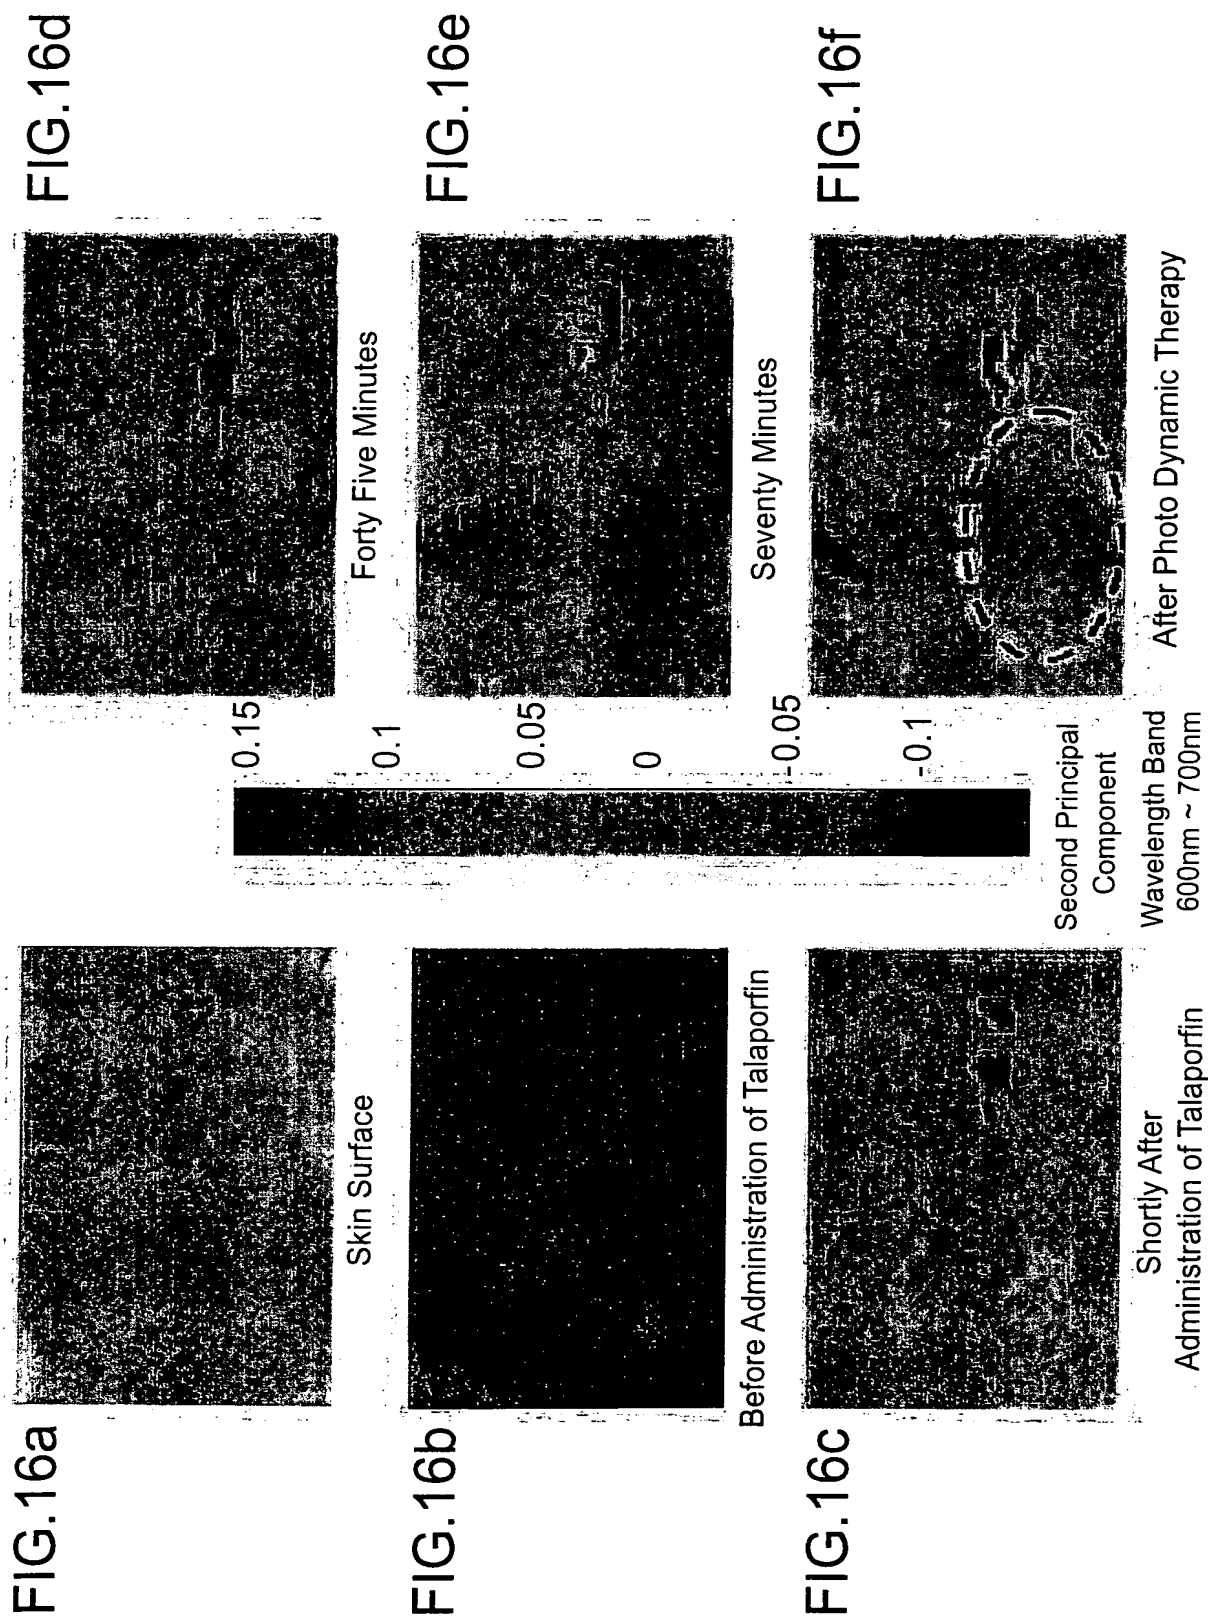 FIG.16a
Skin Surface
FIG.16b
Before Administration of Talaporfin
FIG.16c
Shortly After
Administration of Talaporfin
0.15
0.1
0.05
0
-0.05
-0.1
Second Principal
Component
Wavelength Band
600nm ~ 700nm
FIG.16d
Forty Five Minutes
FIG.16e
Seventy Minutes
FIG.16f
After Photo Dynamic Therapy